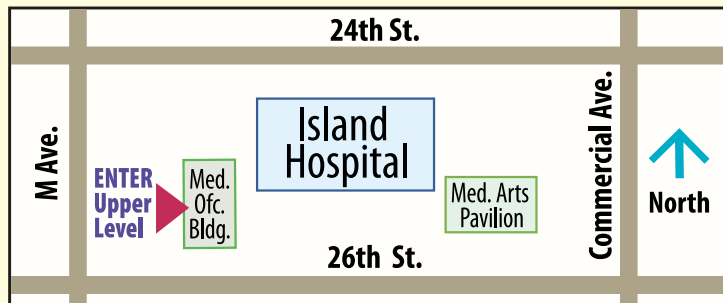 24th St.
M Ave.
Island
Hospital
Commercial Ave.
ENTER
Upper
Level
Med.
Ofc.
Bldg.
Med. Arts
Pavilion
North
26th St.